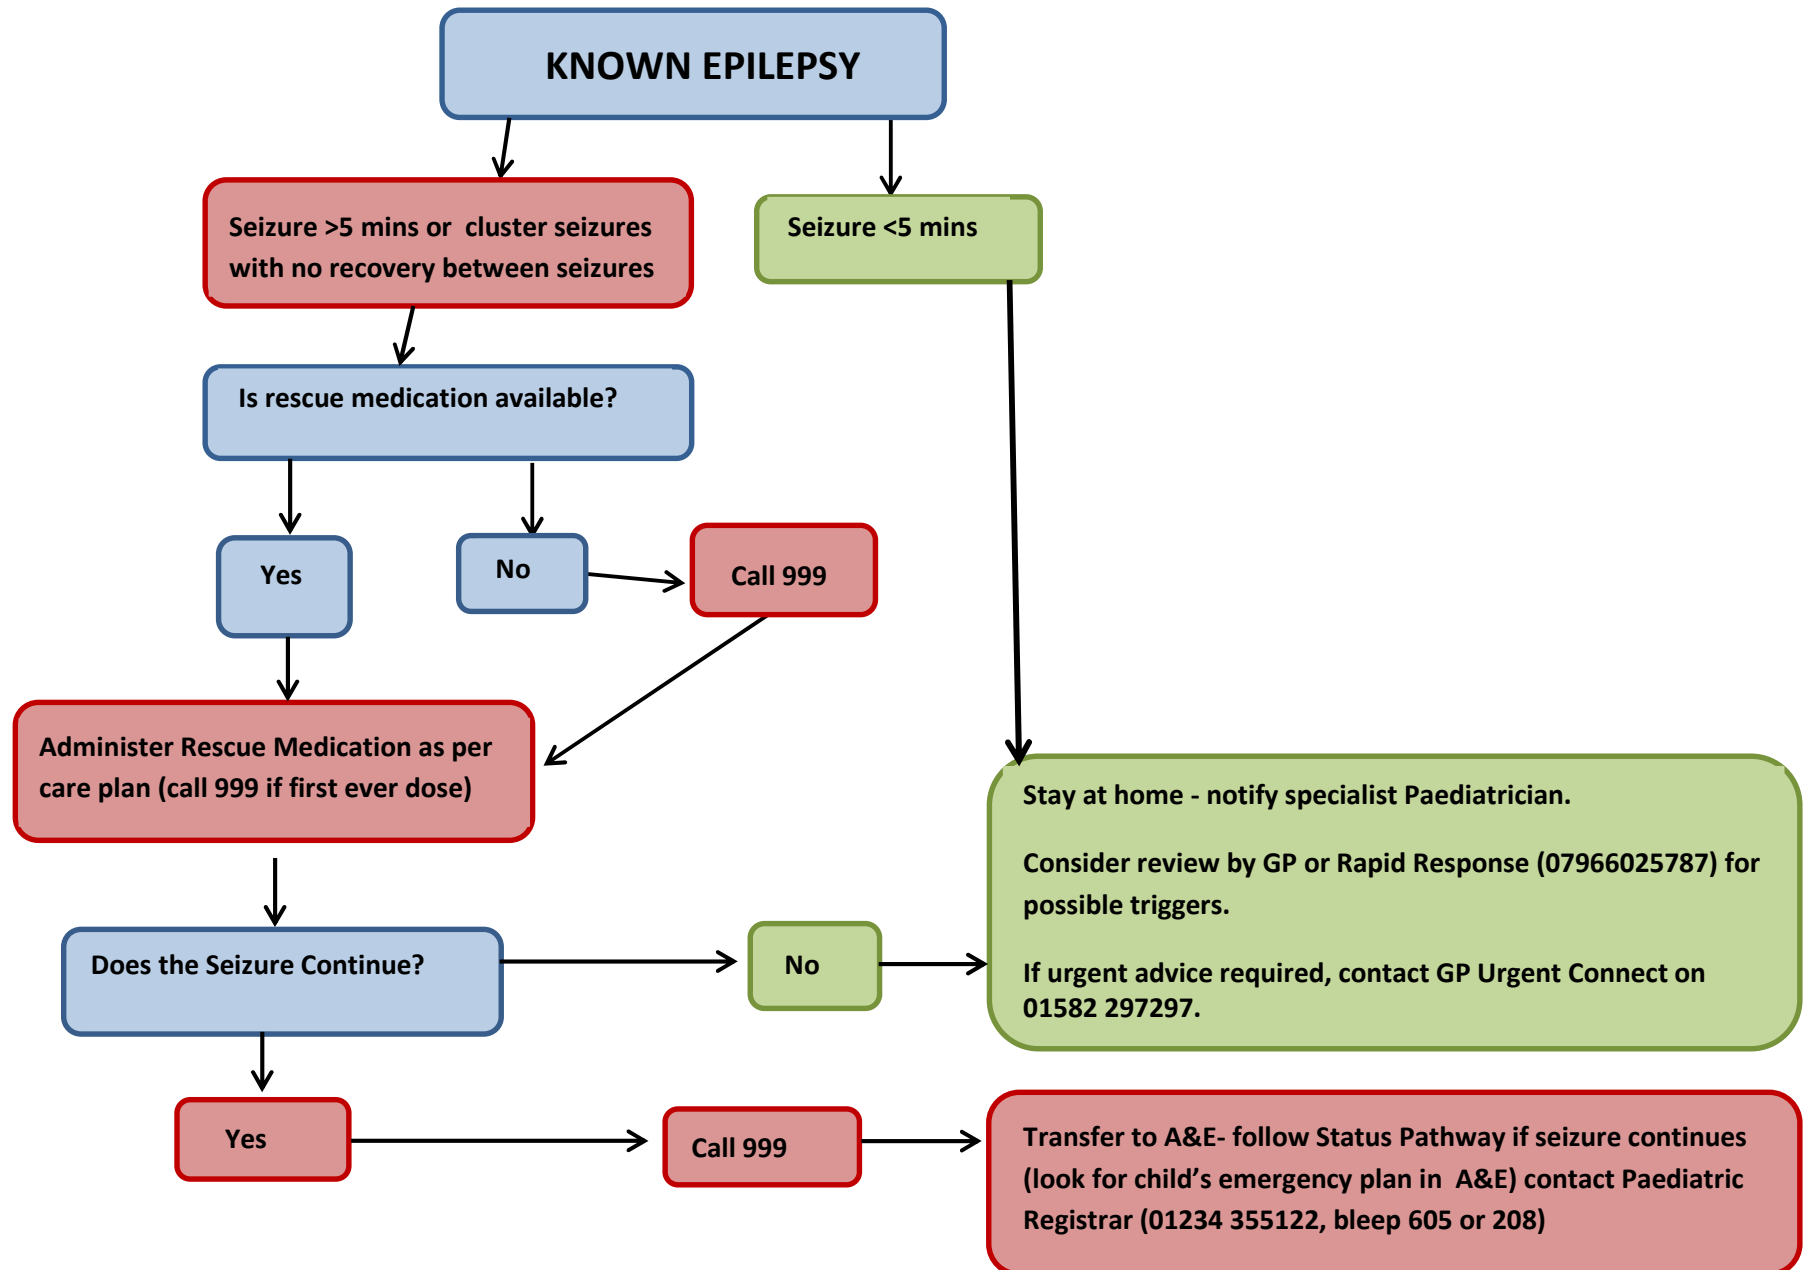 KNOWN EPILEPSY
Seizure >5 mins or cluster seizures
with no recovery between seizures
Seizure <5 mins
Is rescue medication available?
Yes
No
Call 999
Administer Rescue Medication as per
care plan (call 999 if first ever dose)
Stay at home - notify specialist Paediatrician.
Consider review by GP or Rapid Response (07966025787) for
possible triggers.
If urgent advice required, contact GP Urgent Connect on
01582 297297.
Does the Seizure Continue?
No
Yes
Call 999
Transfer to A&E- follow Status Pathway if seizure continues
(look for child's emergency plan in A&E) contact Paediatric
Registrar (01234 355122, bleep 605 or 208)